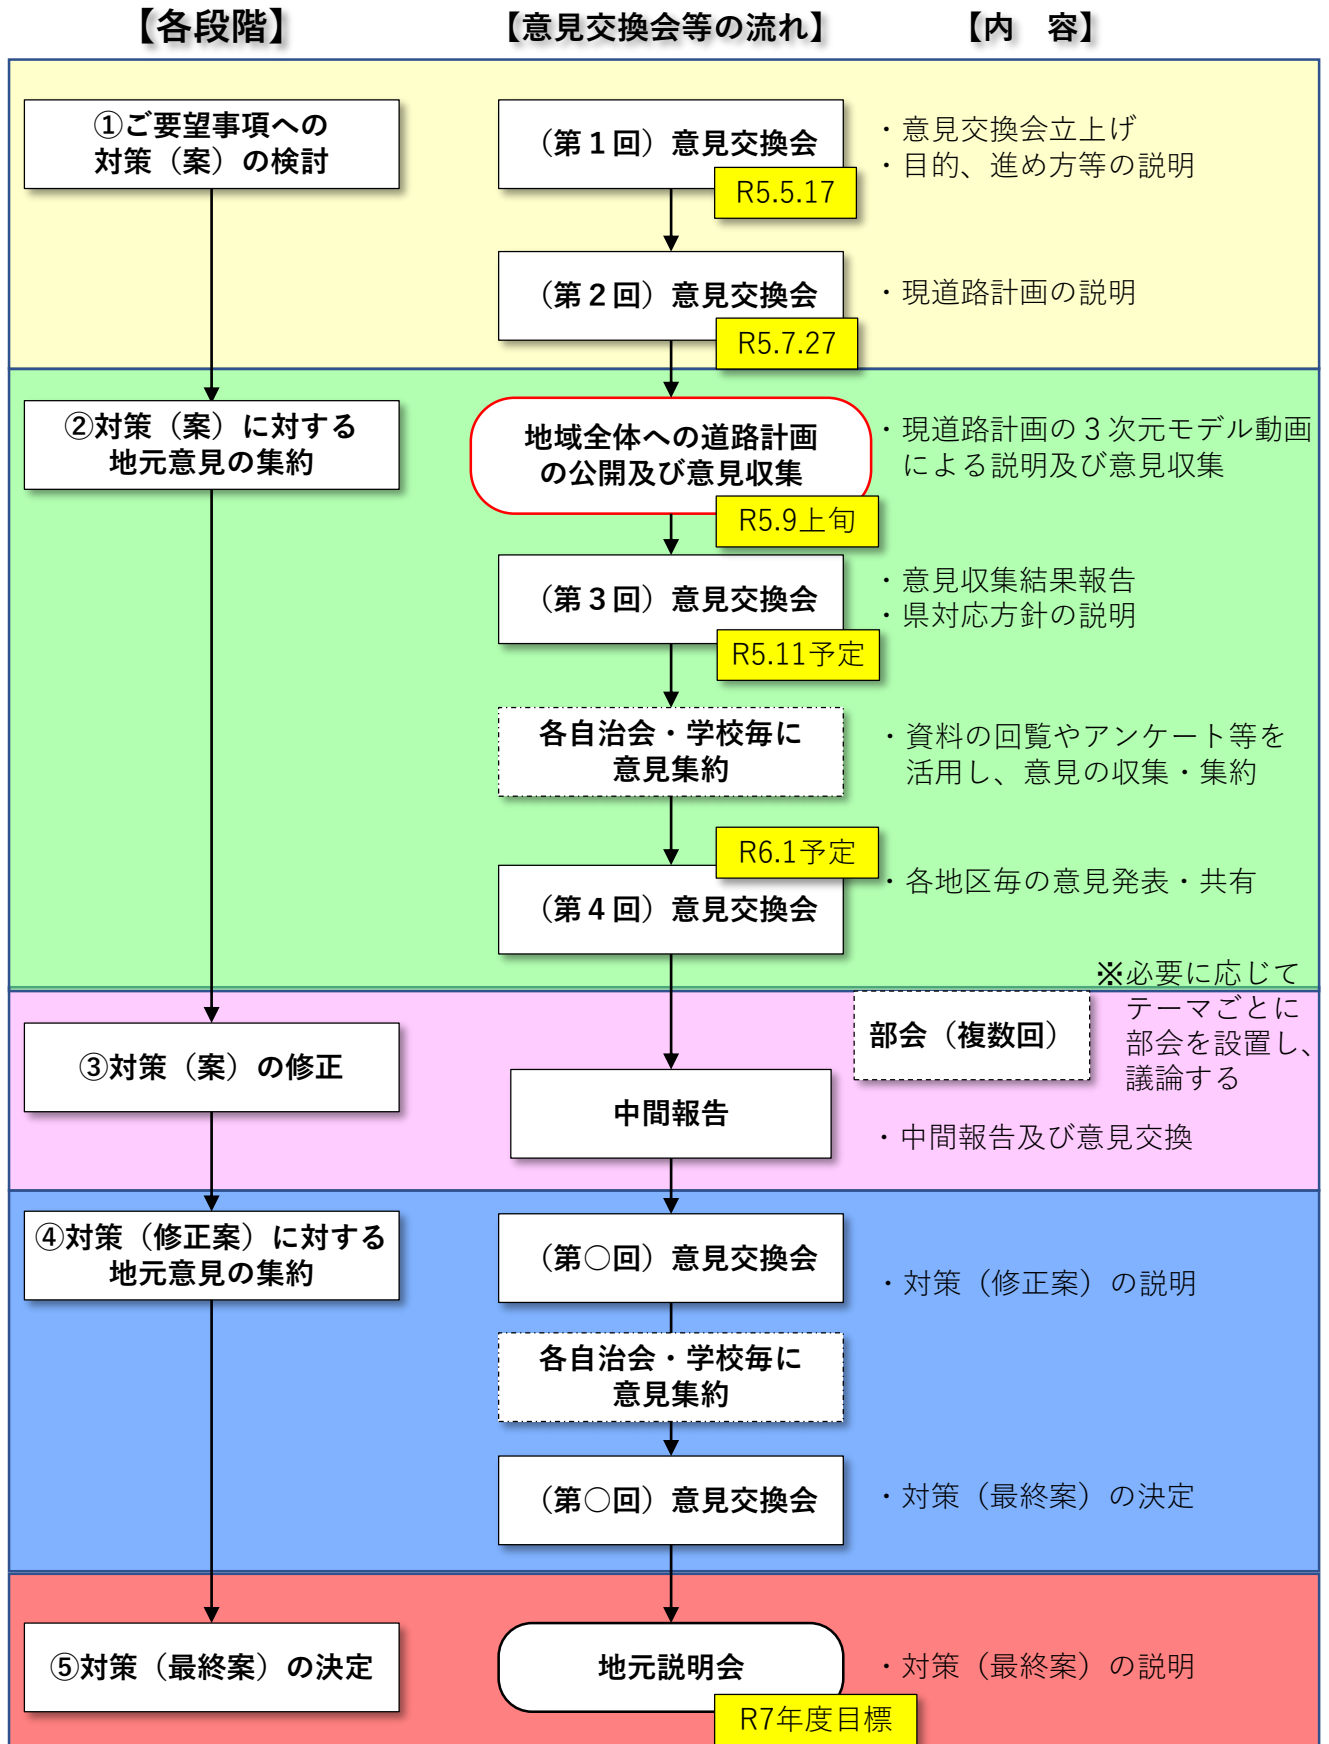 【各段階】
【意見交換会等の流れ】
【内　容】
①ご要望事項への
対策（案）の検討
（第１回）意見交換会
R5.5.17
・意見交換会立上げ
・目的、進め方等の説明
（第２回）意見交換会
R5.7.27
・現道路計画の説明
②対策（案）に対する
地元意見の集約
地域全体への道路計画
の公開及び意見収集
R5.9上旬
・現道路計画の３次元モデル動画
による説明及び意見収集
（第３回）意見交換会
R5.11予定
・意見収集結果報告
・県対応方針の説明
各自治会・学校毎に
意見集約
・資料の回覧やアンケート等を
活用し、意見の収集・集約
R6.1予定
（第４回）意見交換会
・各地区毎の意見発表・共有
③対策（案）の修正
部会（複数回）
※必要に応じて
テーマごとに
部会を設置し、
議論する
中間報告
・中間報告及び意見交換
④対策（修正案）に対する
地元意見の集約
（第○回）意見交換会
・対策（修正案）の説明
各自治会・学校毎に
意見集約
（第○回）意見交換会
・対策（最終案）の決定
⑤対策（最終案）の決定
地元説明会
R7年度目標
・対策（最終案）の説明